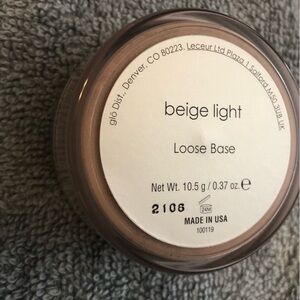 glō Dist., Denver, CO 80223, Leceur Ltd Plaza 1 Salford M50 3UB UK
beige light
Loose Base
Net Wt. 10.5 g / 0.37 oz. ℮
2106
24M
MADE IN USA
100119